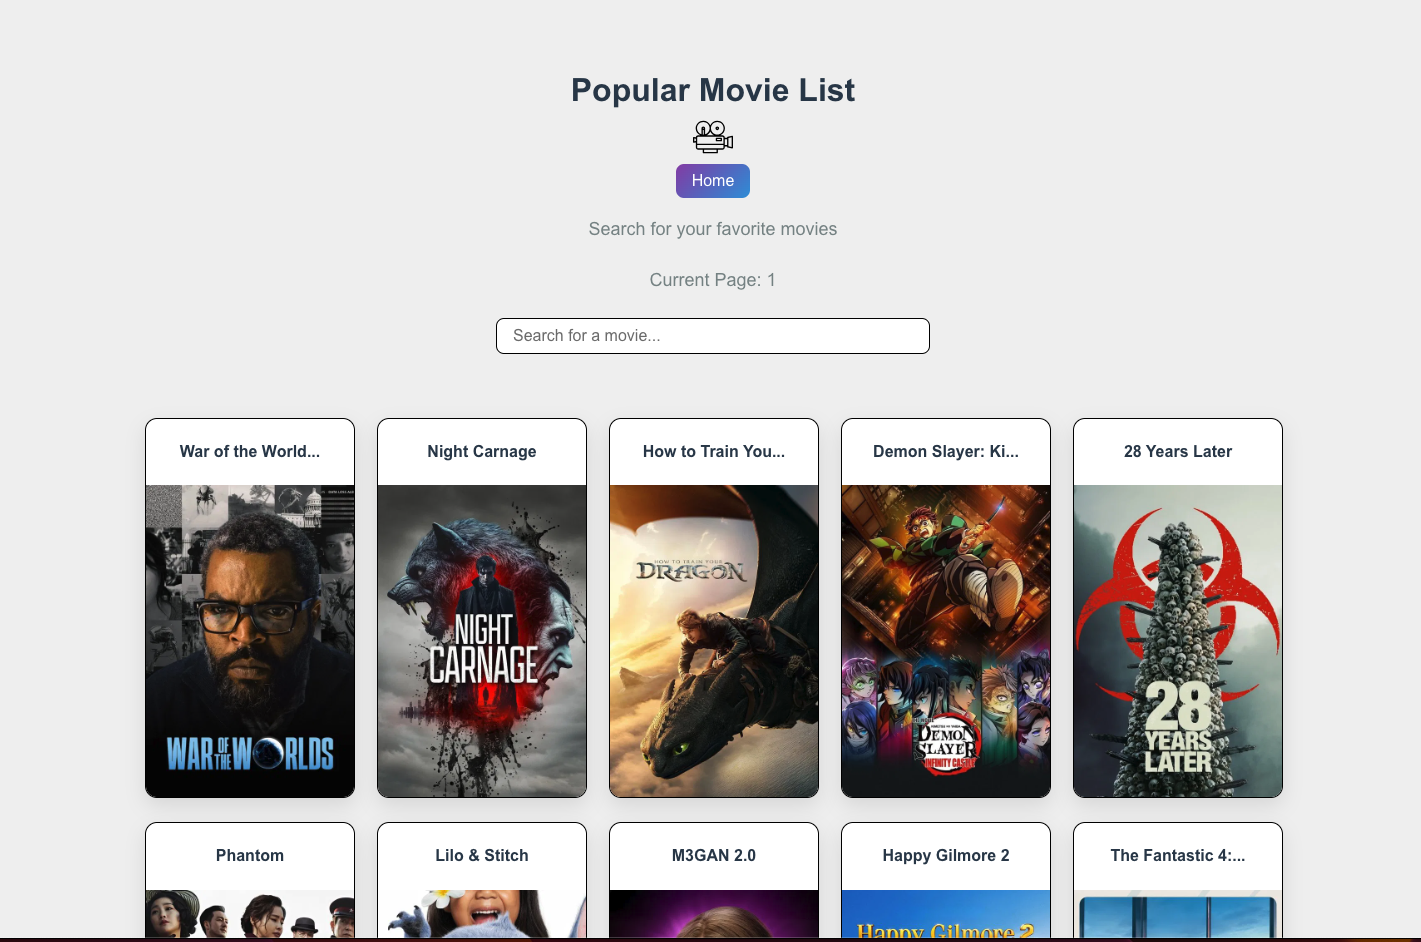 Popular Movie List
Home
Search for your favorite movies
Current Page: 1
Search for a movie...
War of the World...
Night Carnage
How to Train You...
Demon Slayer: Ki...
28 Years Later
WAR OF THE WORLDS
NIGHT
CARNAGE
HOW TO TRAIN YOUR
DRAGON
DEMON
SLAYER
INFINITY CASTLE
28
YEARS
LATER
Phantom
Lilo & Stitch
M3GAN 2.0
Happy Gilmore 2
The Fantastic 4:...
Happy Gilmore 2